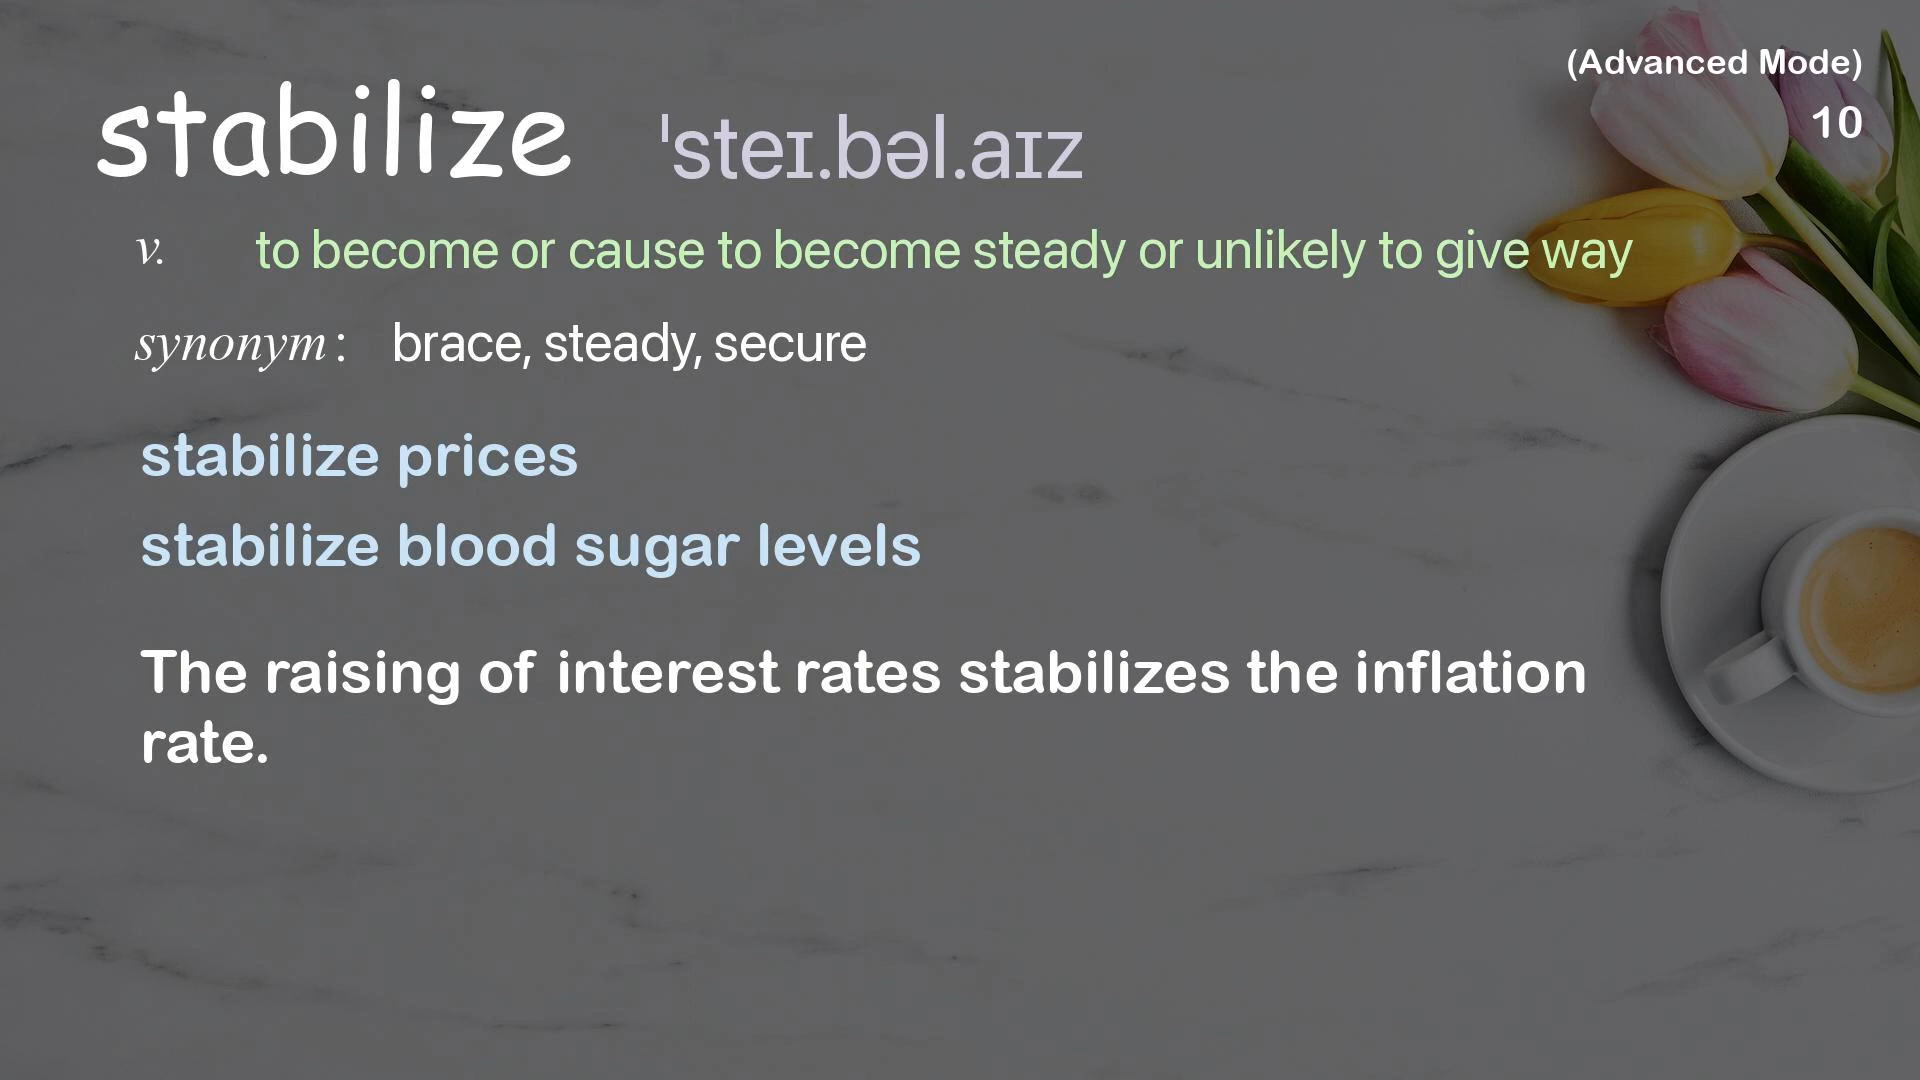 (Advanced Mode)
10
stabilize ˈsteɪ.bəl.aɪz
v. to become or cause to become steady or unlikely to give way
synonym : brace, steady, secure
stabilize prices
stabilize blood sugar levels
The raising of interest rates stabilizes the inflation
rate.